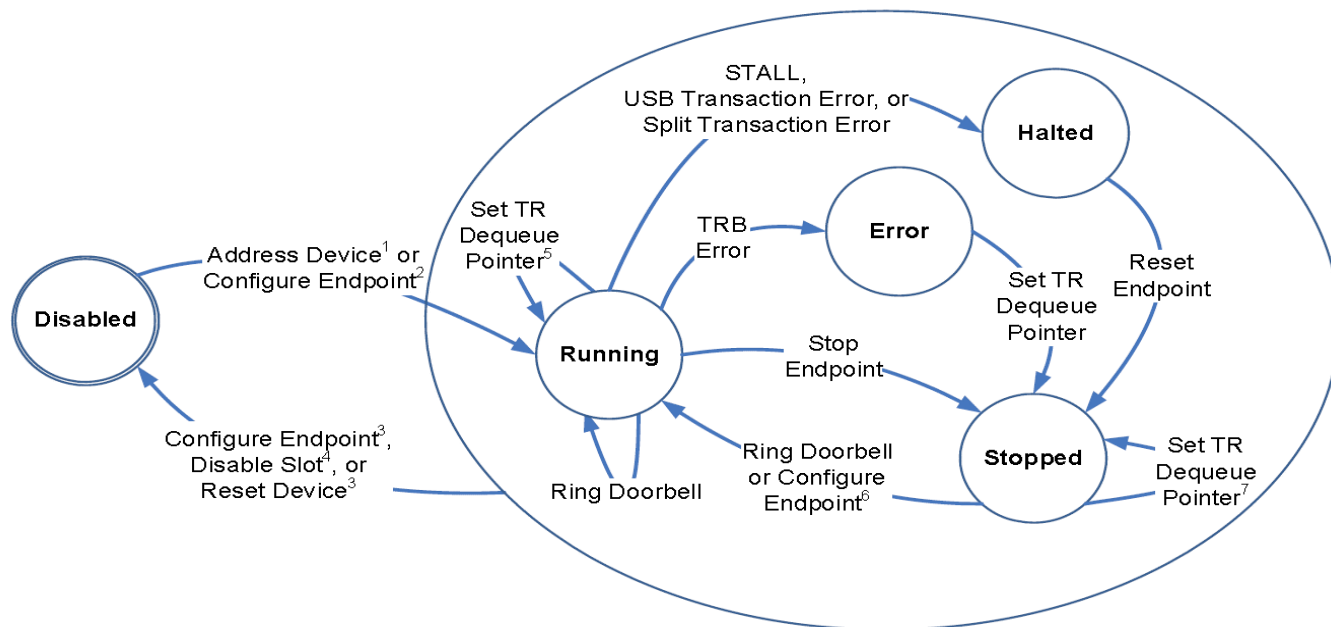 STALL,
USB Transaction Error, or
Split Transaction Error
Halted
Set TR
Dequeue
Pointer⁵
TRB
Error
Error
Address Device¹ or
Configure Endpoint²
Reset
Endpoint
Set TR
Dequeue
Pointer
Disabled
Running
Stop
Endpoint
Configure Endpoint³,
Disable Slot⁴, or
Reset Device³
Ring Doorbell
Ring Doorbell
or Configure
Endpoint⁶
Stopped
Set TR
Dequeue
Pointer⁷